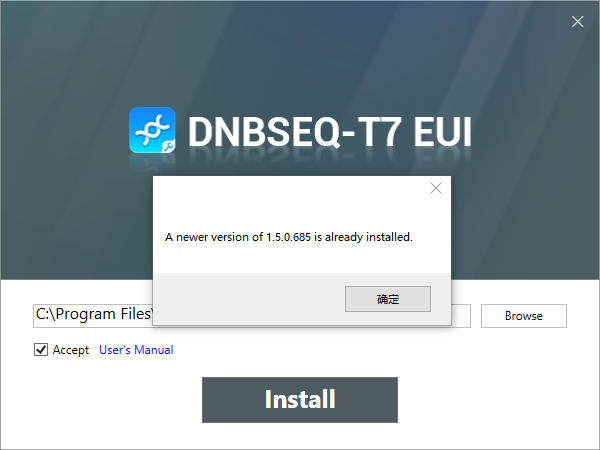 DNBSEQ-T7 EUI
A newer version of 1.5.0.685 is already installed.
确定
C:\Program Files\
Browse
Accept User's Manual
Install